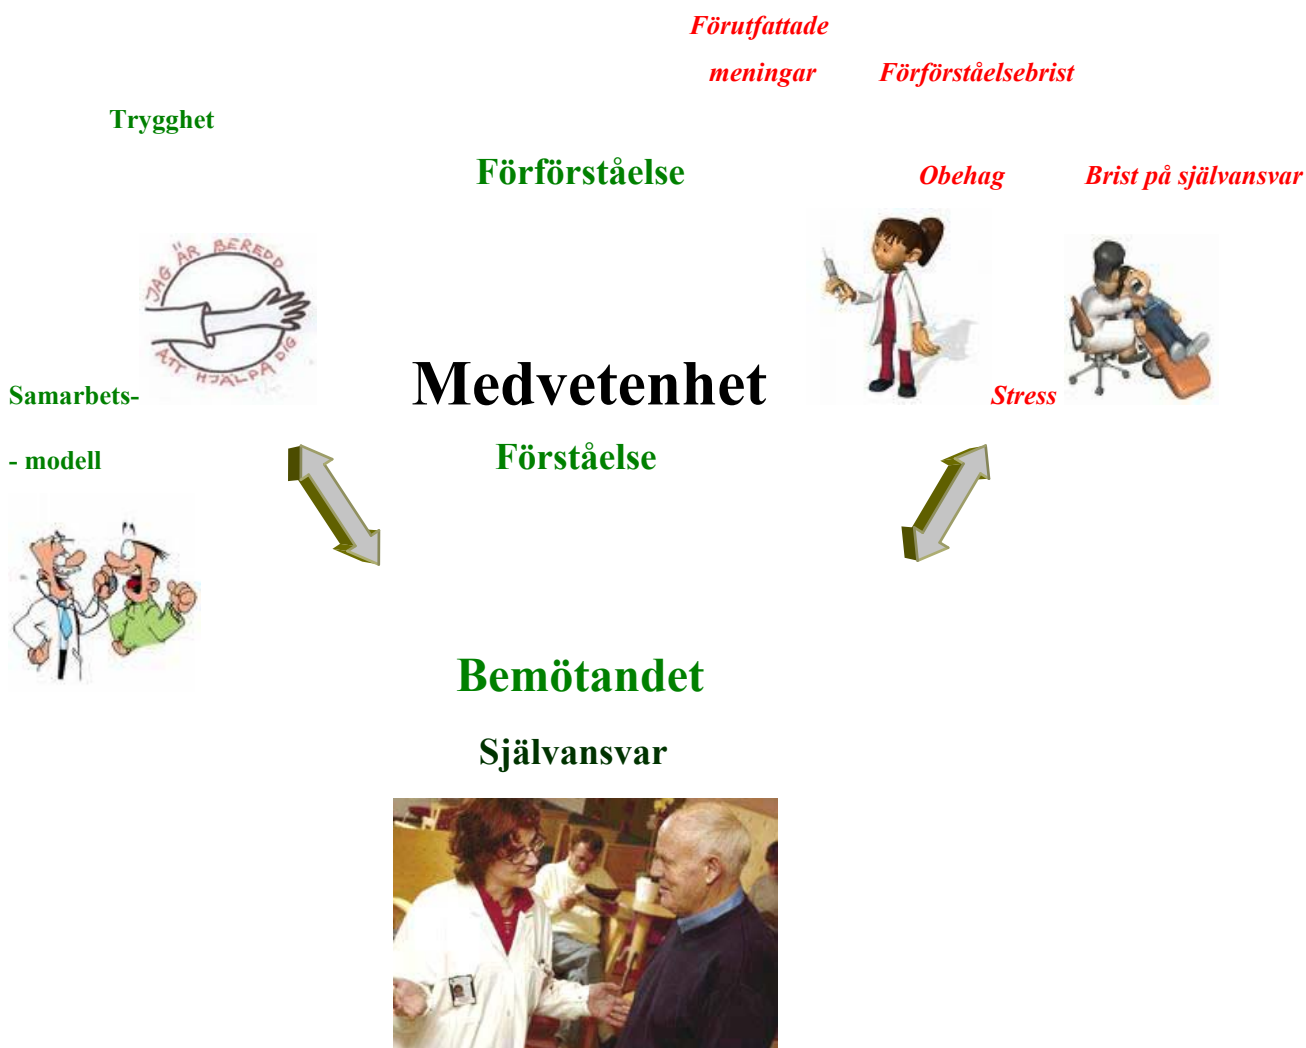 Förutfattade
meningar Förförståelsebrist
Trygghet
Förförståelse Obehag Brist på självansvar
JAG ÄR BEREDD
ATT HJÄLPA DIG
Medvetenhet
Samarbets- Stress
- modell Förståelse
Bemötandet
Självansvar